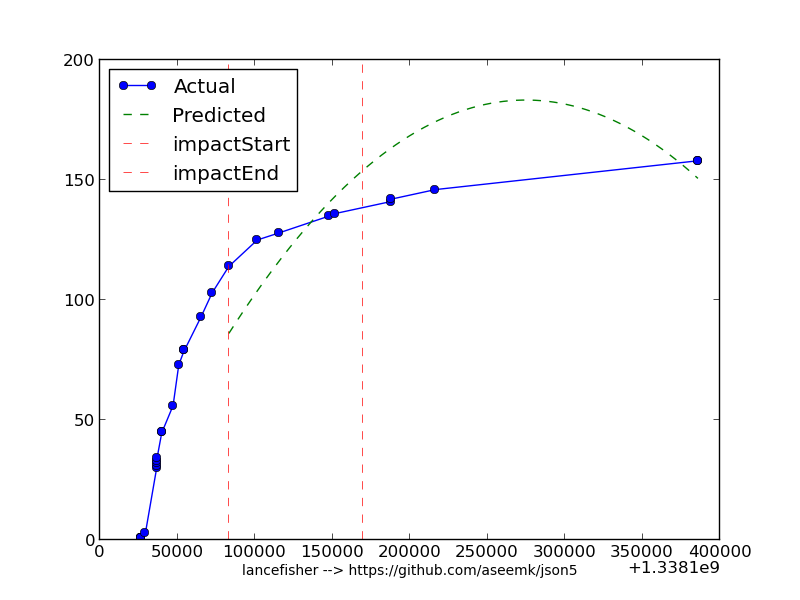 200
150
100
50
0
Actual
Predicted
impactStart
impactEnd
0 50000 100000 150000 200000 250000 300000 350000 400000
+1.3381e9
lancefisher --> https://github.com/aseemk/json5